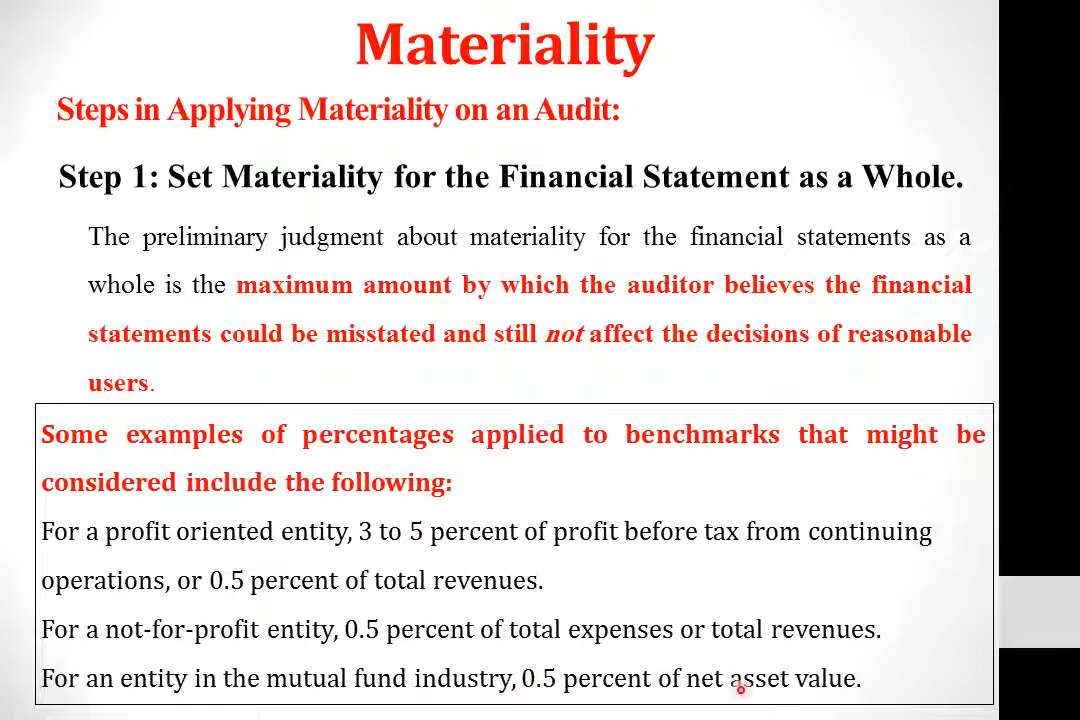 Materiality
Steps in Applying Materiality on an Audit:
Step 1: Set Materiality for the Financial Statement as a Whole.
The preliminary judgment about materiality for the financial statements as a
whole is the maximum amount by which the auditor believes the financial
statements could be misstated and still not affect the decisions of reasonable
users.
Some examples of percentages applied to benchmarks that might be
considered include the following:
For a profit oriented entity, 3 to 5 percent of profit before tax from continuing
operations, or 0.5 percent of total revenues.
For a not-for-profit entity, 0.5 percent of total expenses or total revenues.
For an entity in the mutual fund industry, 0.5 percent of net asset value.